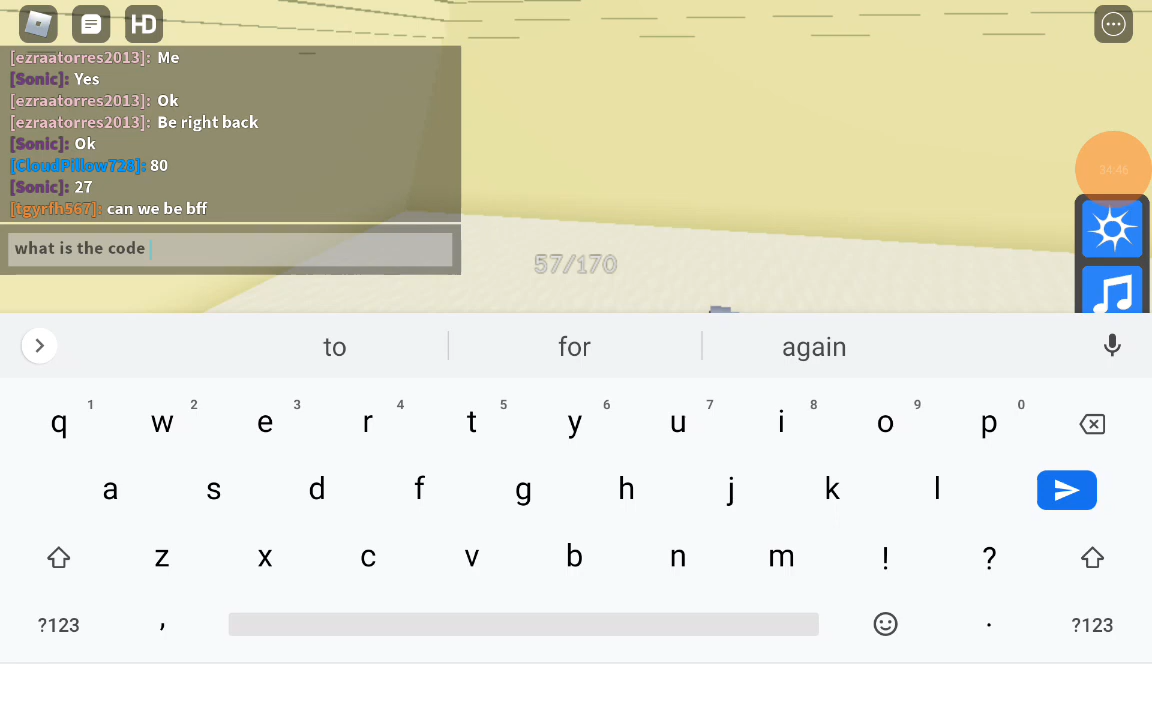 HD
[ezraatorres2013]: Me
[Sonic]: Yes
[ezraatorres2013]: Ok
[ezraatorres2013]: Be right back
[Sonic]: Ok
[CloudPillow728]: 80
[Sonic]: 27
[tgyrfh567]: can we be bff
what is the code
34:46
57/170
to for again
1 2 3 4 5 6 7 8 9 0
q w e r t y u i o p
a s d f g h j k l
z x c v b n m ! ?
?123 , . ?123